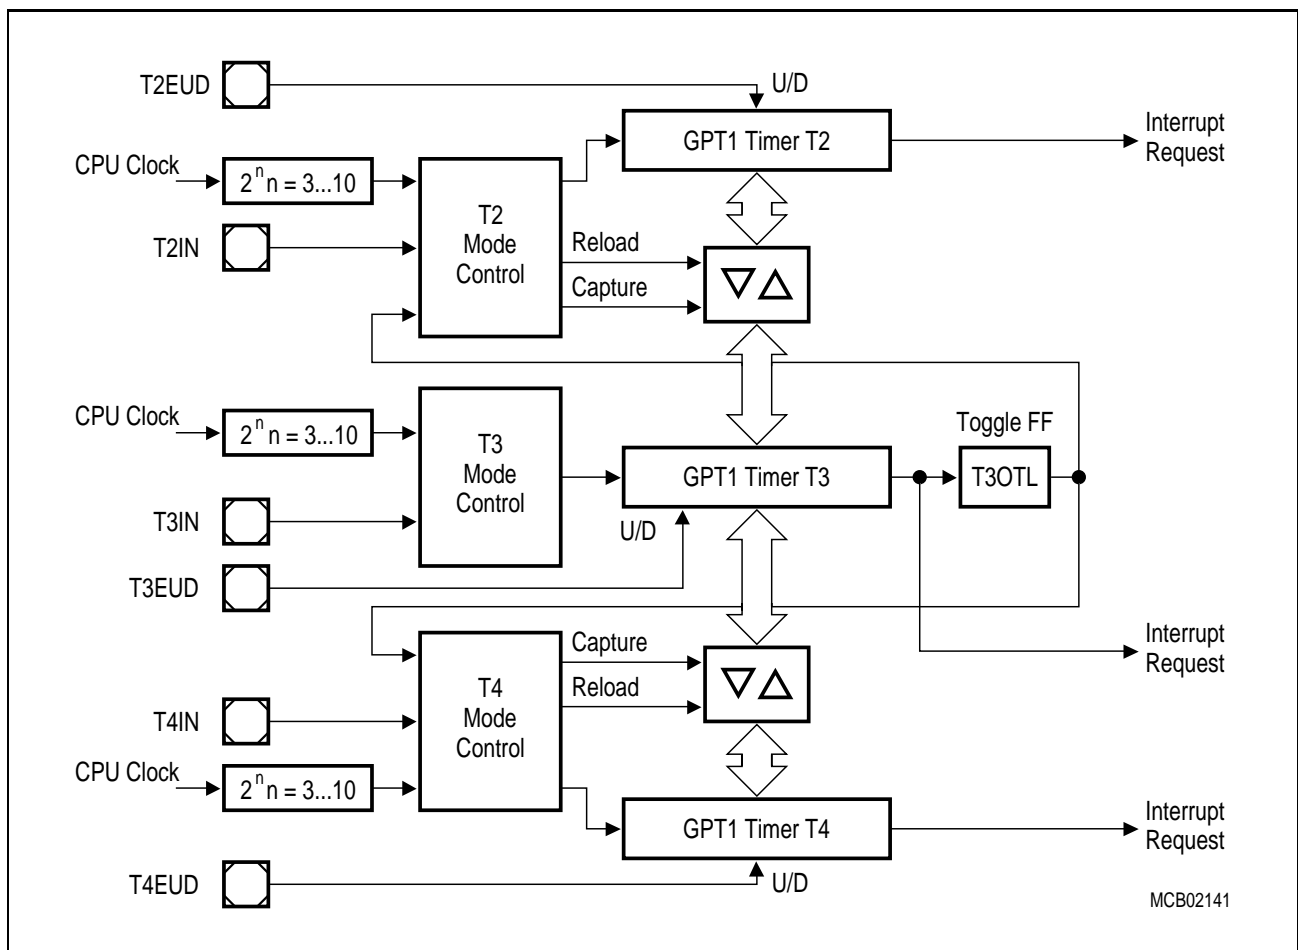 T2EUD
U/D
GPT1 Timer T2
Interrupt
Request
CPU Clock
2ⁿ n = 3...10
T2
Mode
Control
T2IN
Reload
Capture
CPU Clock
2ⁿ n = 3...10
T3
Mode
Control
Toggle FF
GPT1 Timer T3
T3OTL
T3IN
U/D
T3EUD
Capture
Reload
Interrupt
Request
T4
Mode
Control
T4IN
CPU Clock
2ⁿ n = 3...10
GPT1 Timer T4
Interrupt
Request
T4EUD
U/D
MCB02141